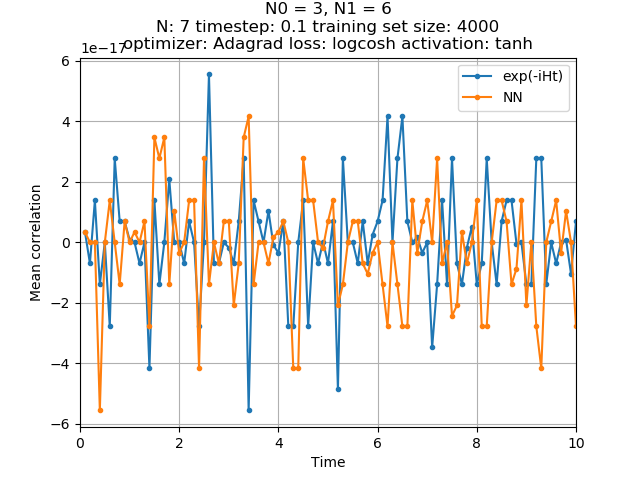 N0 = 3, N1 = 6
N: 7 timestep: 0.1 training set size: 4000
optimizer: Adagrad loss: logcosh activation: tanh
1e−17
exp(-iHt)
NN
6
4
2
0
−2
−4
−6
Mean correlation
0 2 4 6 8 10
Time